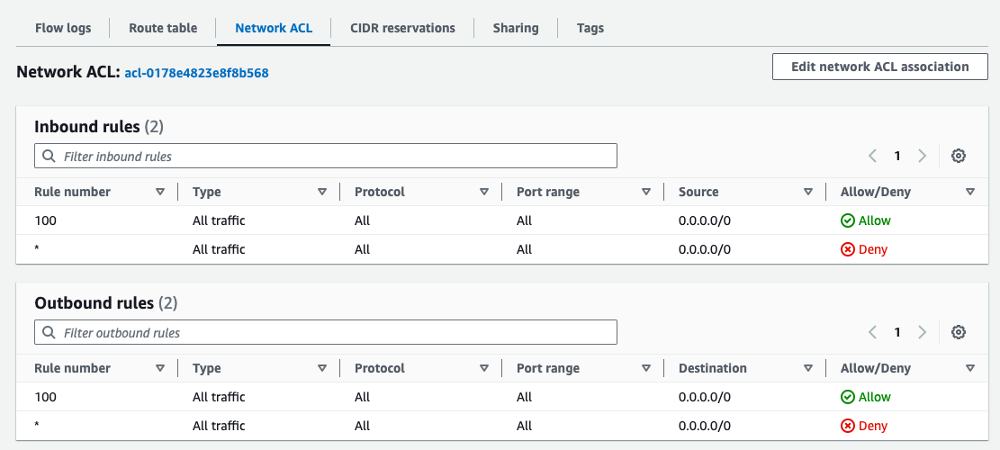 Flow logs Route table Network ACL CIDR reservations Sharing Tags
Network ACL: acl-0178e4823e8f8b568 Edit network ACL association
Inbound rules (2)
Filter inbound rules 1
Rule number Type Protocol Port range Source Allow/Deny
100 All traffic All All 0.0.0.0/0 Allow
* All traffic All All 0.0.0.0/0 Deny
Outbound rules (2)
Filter outbound rules 1
Rule number Type Protocol Port range Destination Allow/Deny
100 All traffic All All 0.0.0.0/0 Allow
* All traffic All All 0.0.0.0/0 Deny